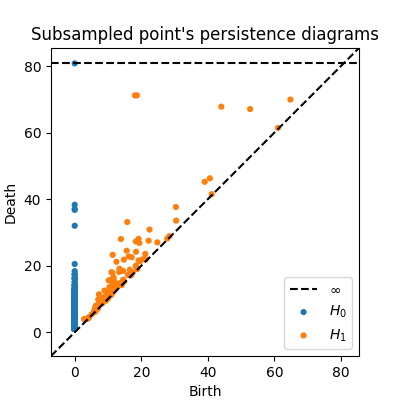 Subsampled point's persistence diagrams
80
60
40
20
0
Death
0 20 40 60 80
Birth
∞
H₀
H₁